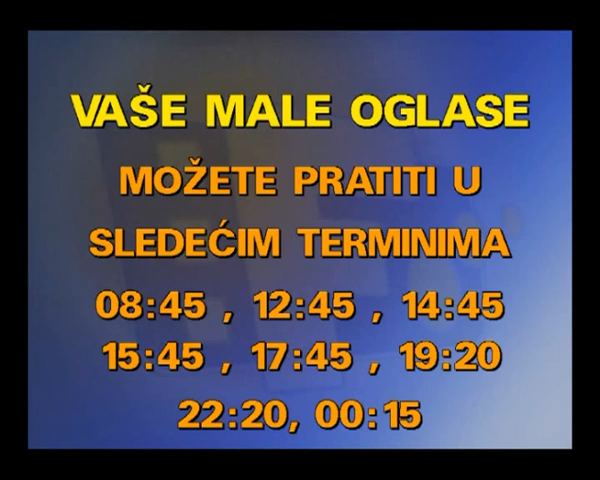 VAŠE MALE OGLASE
MOŽETE PRATITI U
SLEDEĆIM TERMINIMA
08:45 , 12:45 , 14:45
15:45 , 17:45 , 19:20
22:20, 00:15